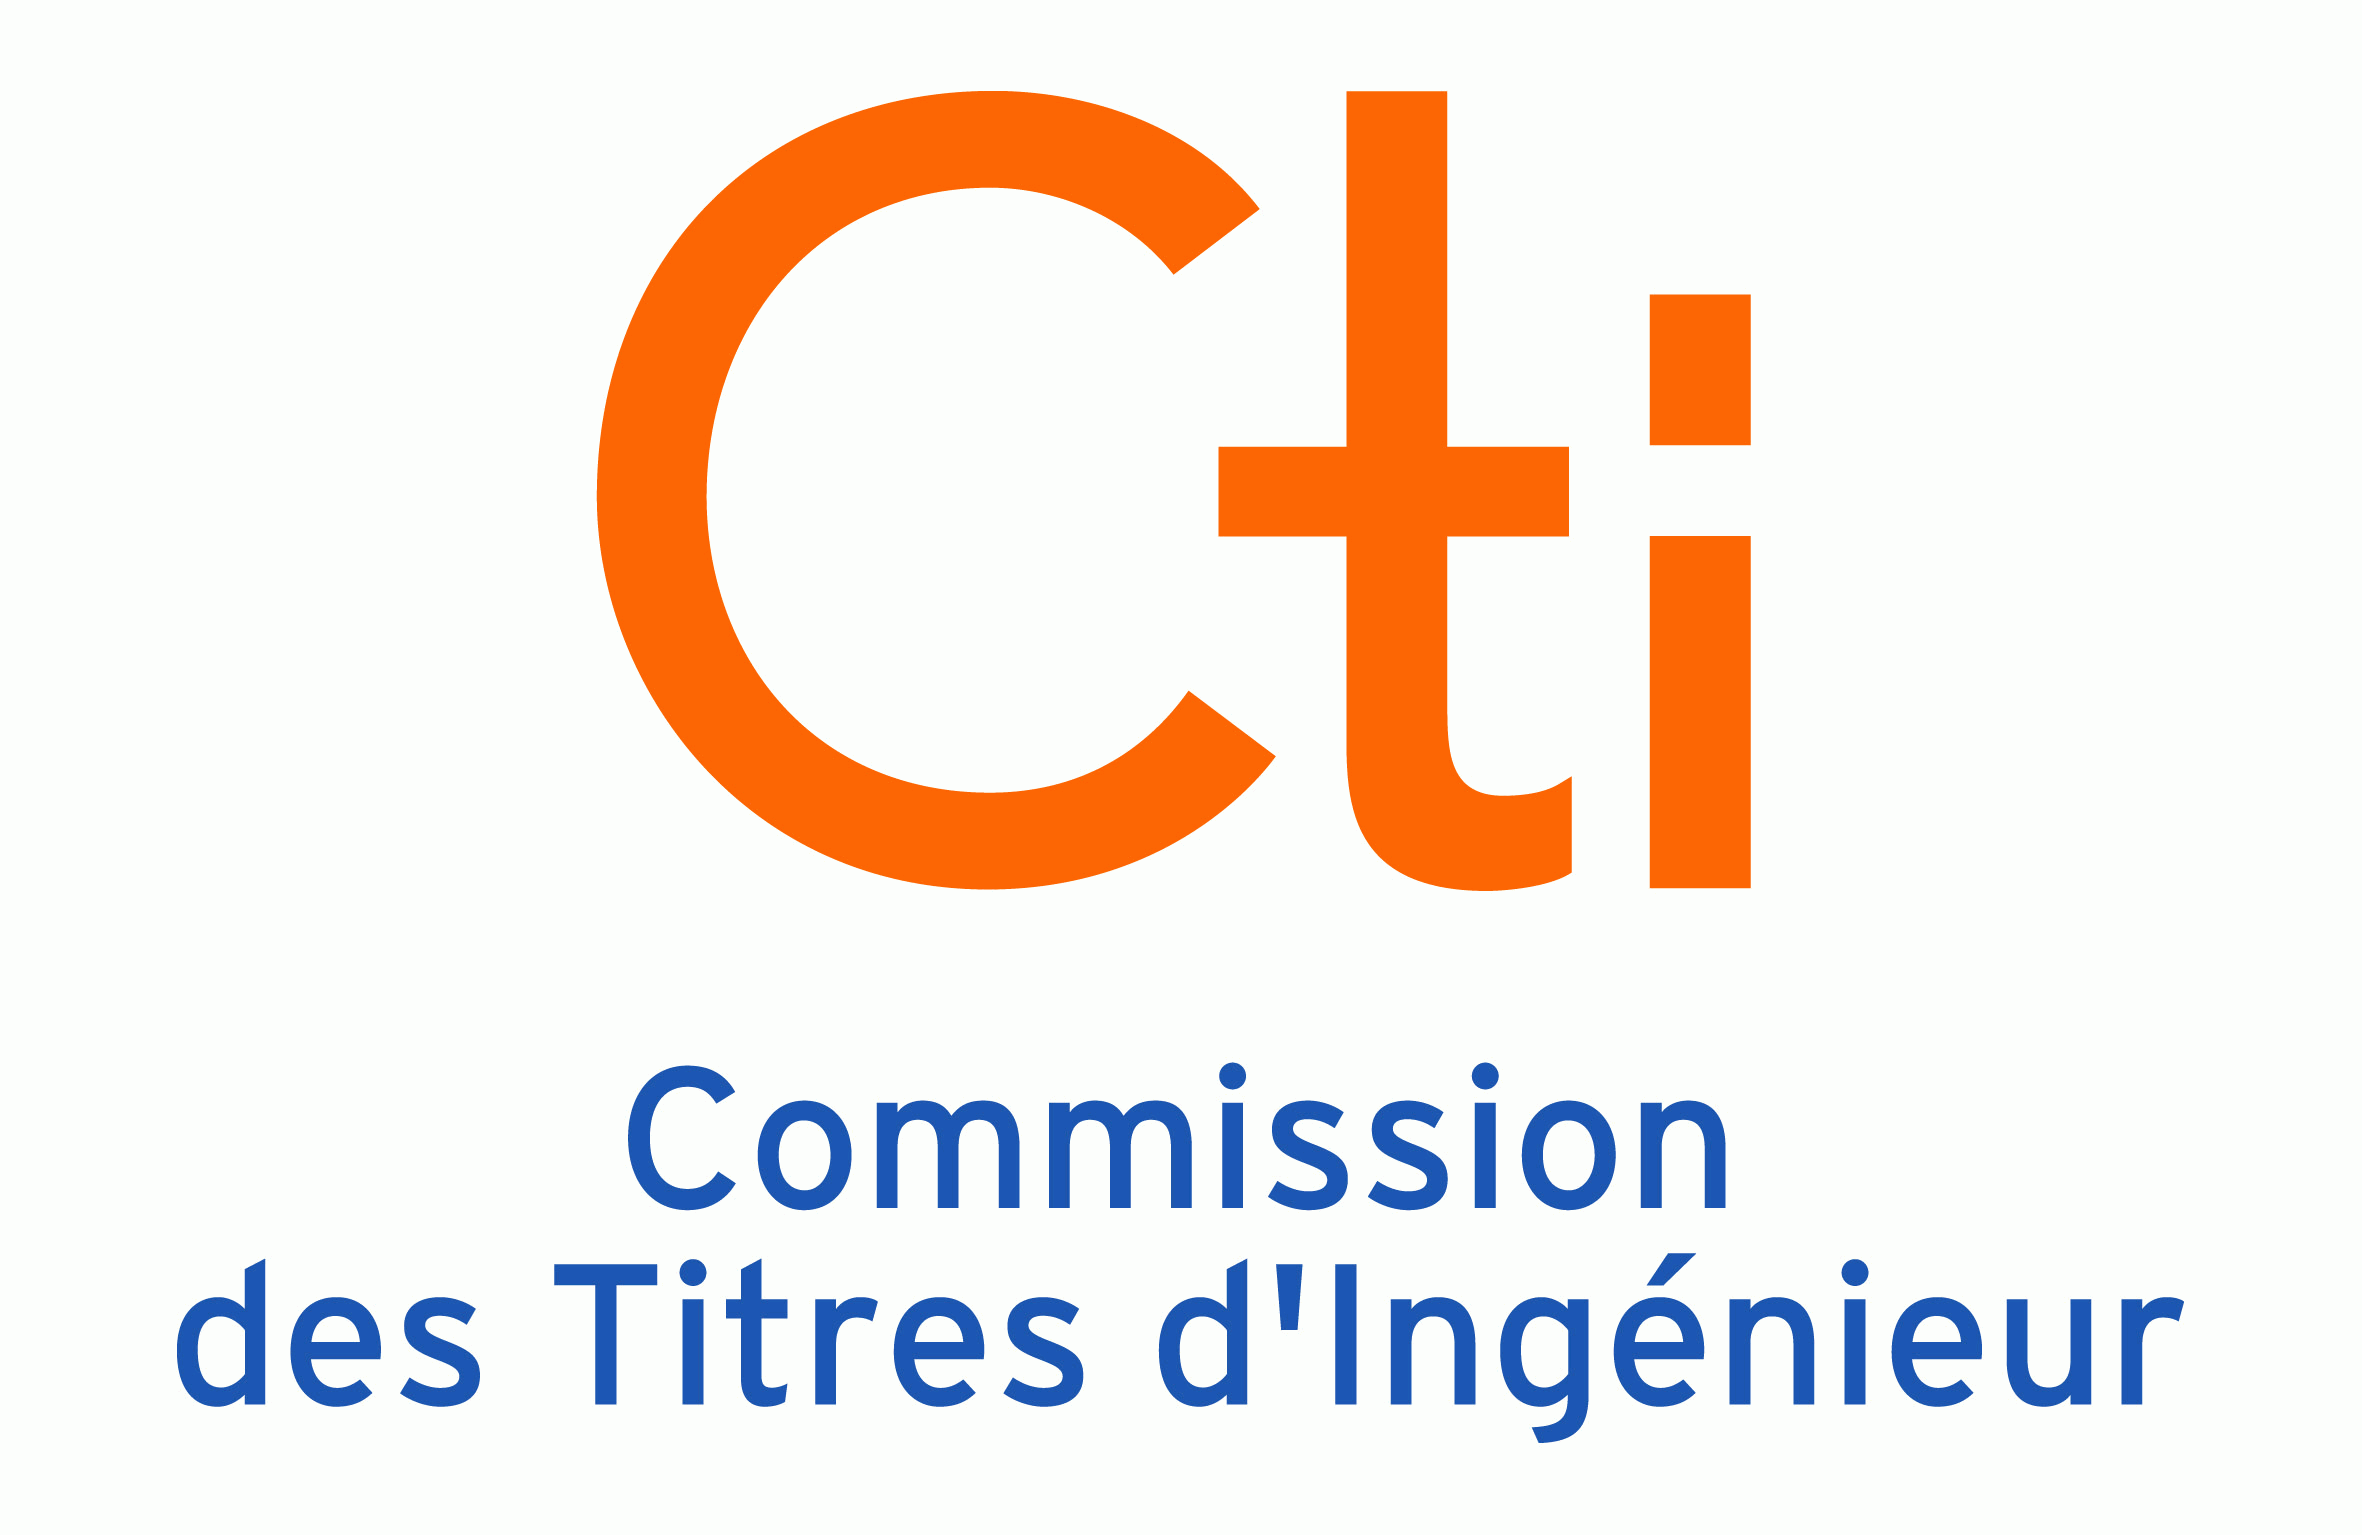 Cti
Commission
des Titres d'Ingénieur